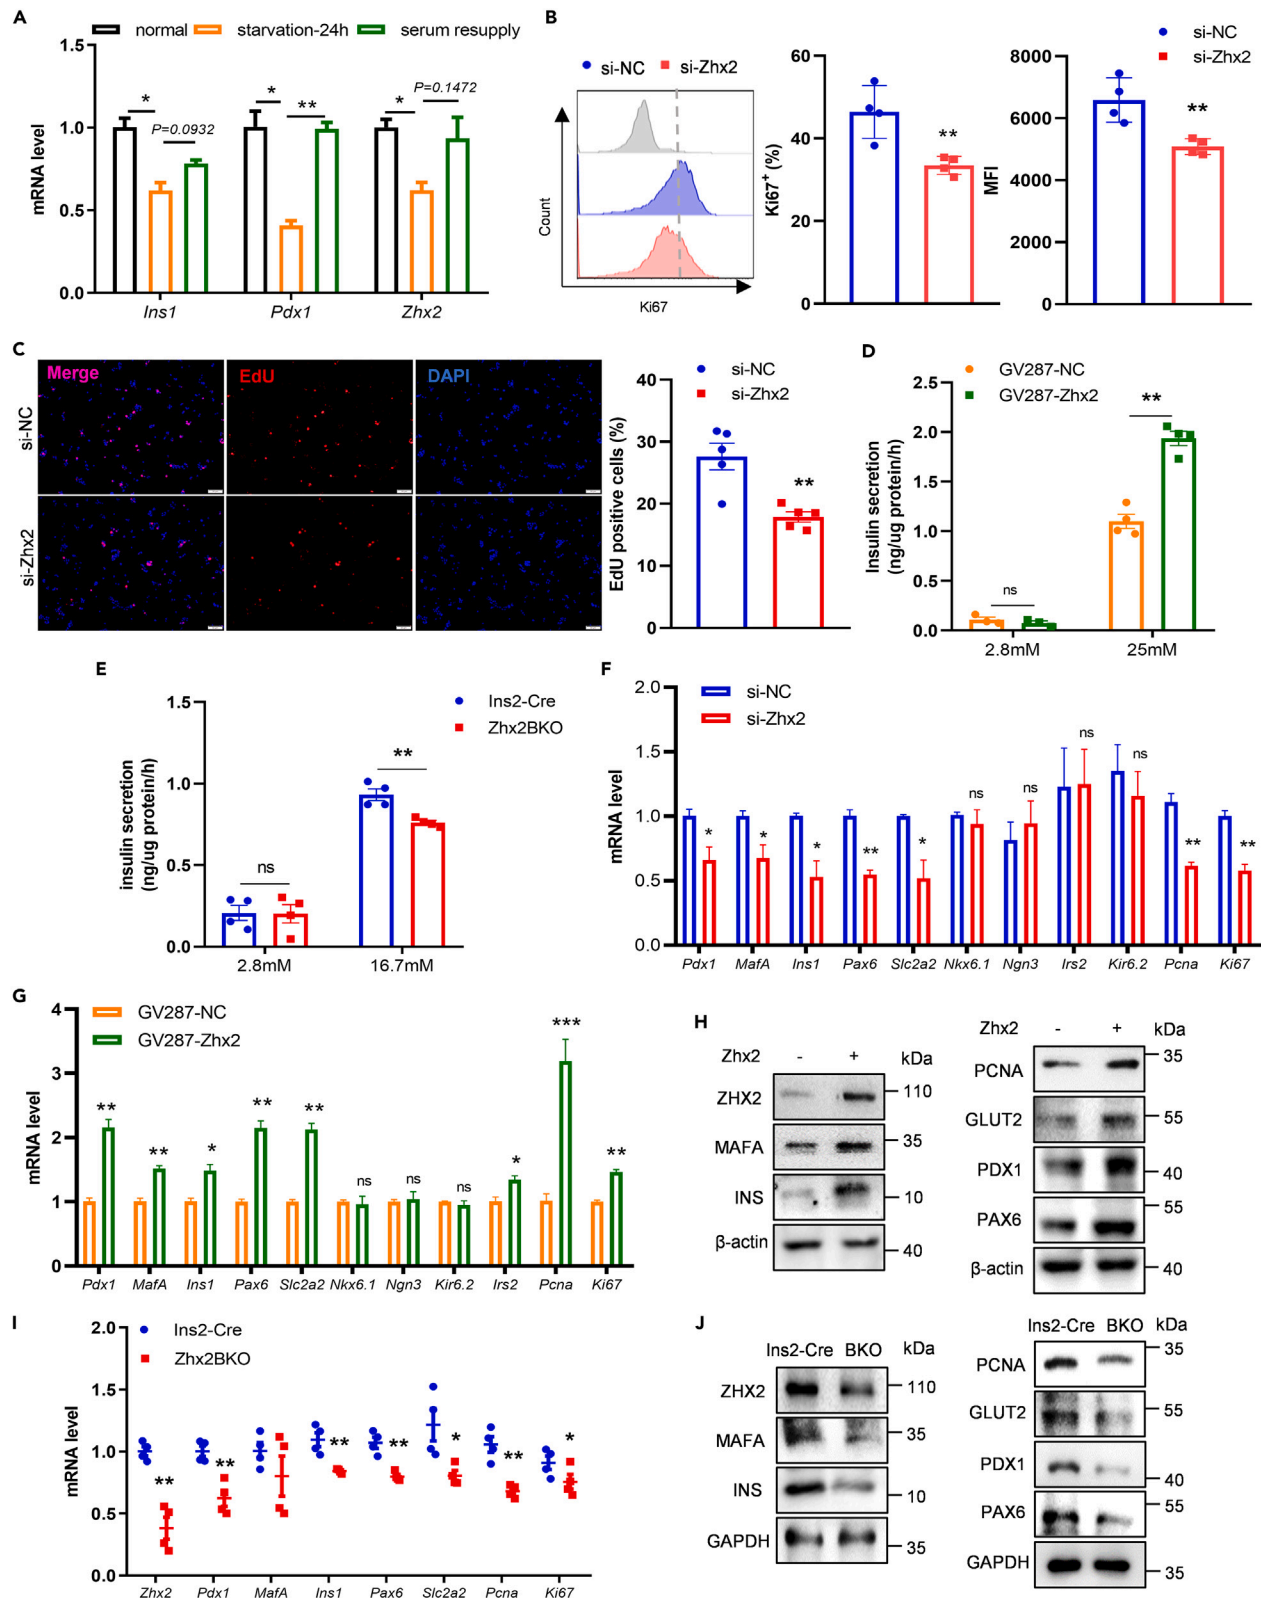 A
normal starvation-24h serum resupply
mRNA level
1.5
1.0
0.5
0.0
*
P=0.0932
*
**
*
P=0.1472
Ins1 Pdx1 Zhx2
B
si-NC si-Zhx2
Count
Ki67
Ki67+ (%)
60
40
20
0
**
si-NC
si-Zhx2
MFI
8000
6000
4000
2000
0
**
C
Merge EdU DAPI
si-NC
si-Zhx2
EdU positive cells (%)
40
30
20
10
0
si-NC
si-Zhx2
**
D
GV287-NC
GV287-Zhx2
Insulin secretion
(ng/ug protein/h)
2.5
2.0
1.5
1.0
0.5
0.0
ns
**
2.8mM 25mM
E
Ins2-Cre
Zhx2BKO
insulin secretion
(ng/ug protein/h)
1.5
1.0
0.5
0.0
ns
**
2.8mM 16.7mM
F
si-NC
si-Zhx2
mRNA level
2.0
1.5
1.0
0.5
0.0
* * * ** * ns ns ns ns ** **
Pdx1 MafA Ins1 Pax6 Slc2a2 Nkx6.1 Ngn3 Irs2 Kir6.2 Pcna Ki67
G
GV287-NC
GV287-Zhx2
mRNA level
4
3
2
1
0
** ** * ** ** ns ns ns * *** **
Pdx1 MafA Ins1 Pax6 Slc2a2 Nkx6.1 Ngn3 Kir6.2 Irs2 Pcna Ki67
H
Zhx2 - + kDa
ZHX2 110
MAFA 35
INS 10
β-actin 40
Zhx2 - + kDa
PCNA 35
GLUT2 55
PDX1 40
PAX6 55
β-actin 40
I
Ins2-Cre
Zhx2BKO
mRNA level
2.0
1.5
1.0
0.5
0.0
** ** ** ** * ** *
Zhx2 Pdx1 MafA Ins1 Pax6 Slc2a2 Pcna Ki67
J
Ins2-Cre BKO kDa
ZHX2 110
MAFA 35
INS 10
GAPDH 35
Ins2-Cre BKO kDa
PCNA 35
GLUT2 55
PDX1 40
PAX6 55
GAPDH 35